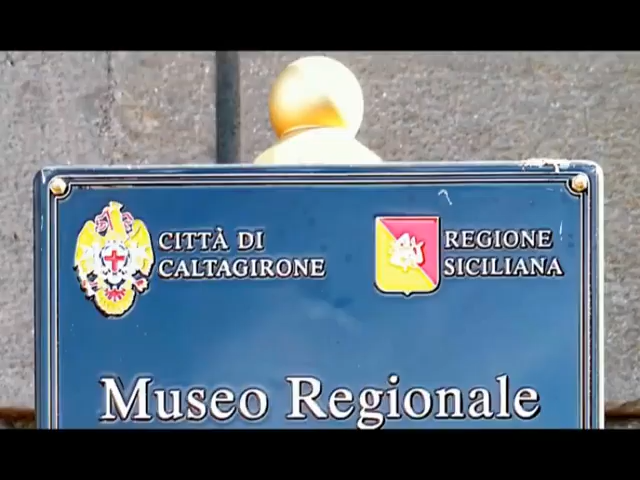 CITTÀ DI
CALTAGIRONE
REGIONE
SICILIANA
Museo Regionale